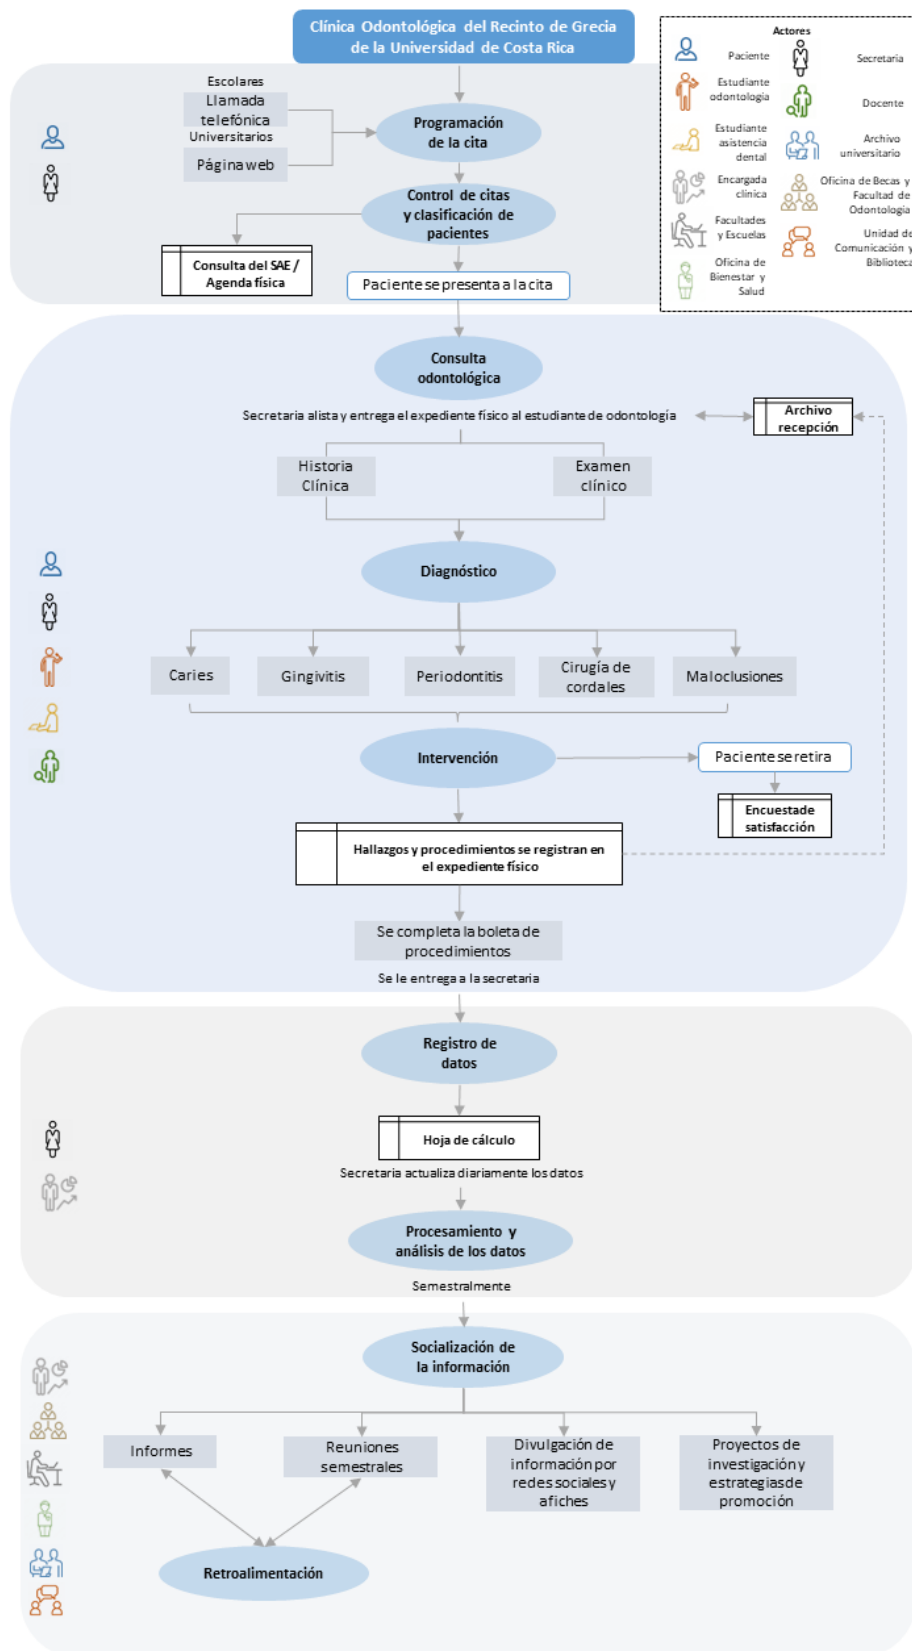 Clínica Odontológica del Recinto de Grecia
de la Universidad de Costa Rica
Actores
Paciente
Secretaria
Estudiante
odontología
Docente
Estudiante
asistencia
dental
Archivo
universitario
Encargada
clínica
Oficina de Becas y
Facultad de
Odontología
Facultades
y Escuelas
Unidad de
Comunicación y
Biblioteca
Oficina de
Bienestar y
Salud
Escolares
Llamada
telefónica
Universitarios
Página web
Programación
de la cita
Control de citas
y clasificación de
pacientes
Consulta del SAE /
Agenda física
Paciente se presenta a la cita
Consulta
odontológica
Secretaria alista y entrega el expediente físico al estudiante de odontología
Archivo
recepción
Historia
Clínica
Examen
clínico
Diagnóstico
Caries
Gingivitis
Periodontitis
Cirugía de
cordales
Maloclusiones
Intervención
Paciente se retira
Encuesta de
satisfacción
Hallazgos y procedimientos se registran en
el expediente físico
Se completa la boleta de
procedimientos
Se le entrega a la secretaria
Registro de
datos
Hoja de cálculo
Secretaria actualiza diariamente los datos
Procesamiento y
análisis de los datos
Semestralmente
Socialización de
la información
Informes
Reuniones
semestrales
Divulgación de
información por
redes sociales y
afiches
Proyectos de
investigación y
estrategias de
promoción
Retroalimentación